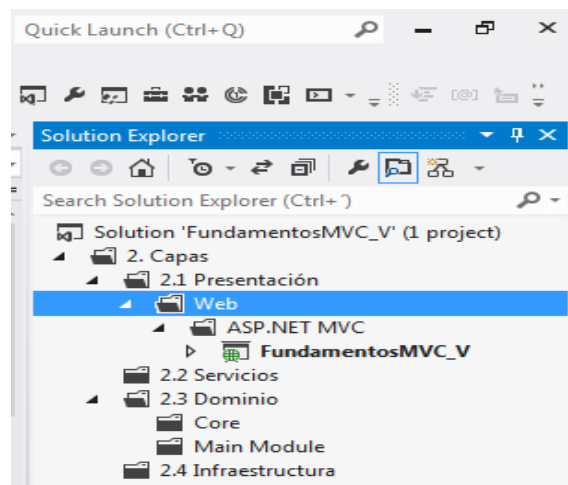 Quick Launch (Ctrl+Q)
Solution Explorer
Search Solution Explorer (Ctrl+´)
Solution 'FundamentosMVC_V' (1 project)
2. Capas
2.1 Presentación
Web
ASP.NET MVC
FundamentosMVC_V
2.2 Servicios
2.3 Dominio
Core
Main Module
2.4 Infraestructura